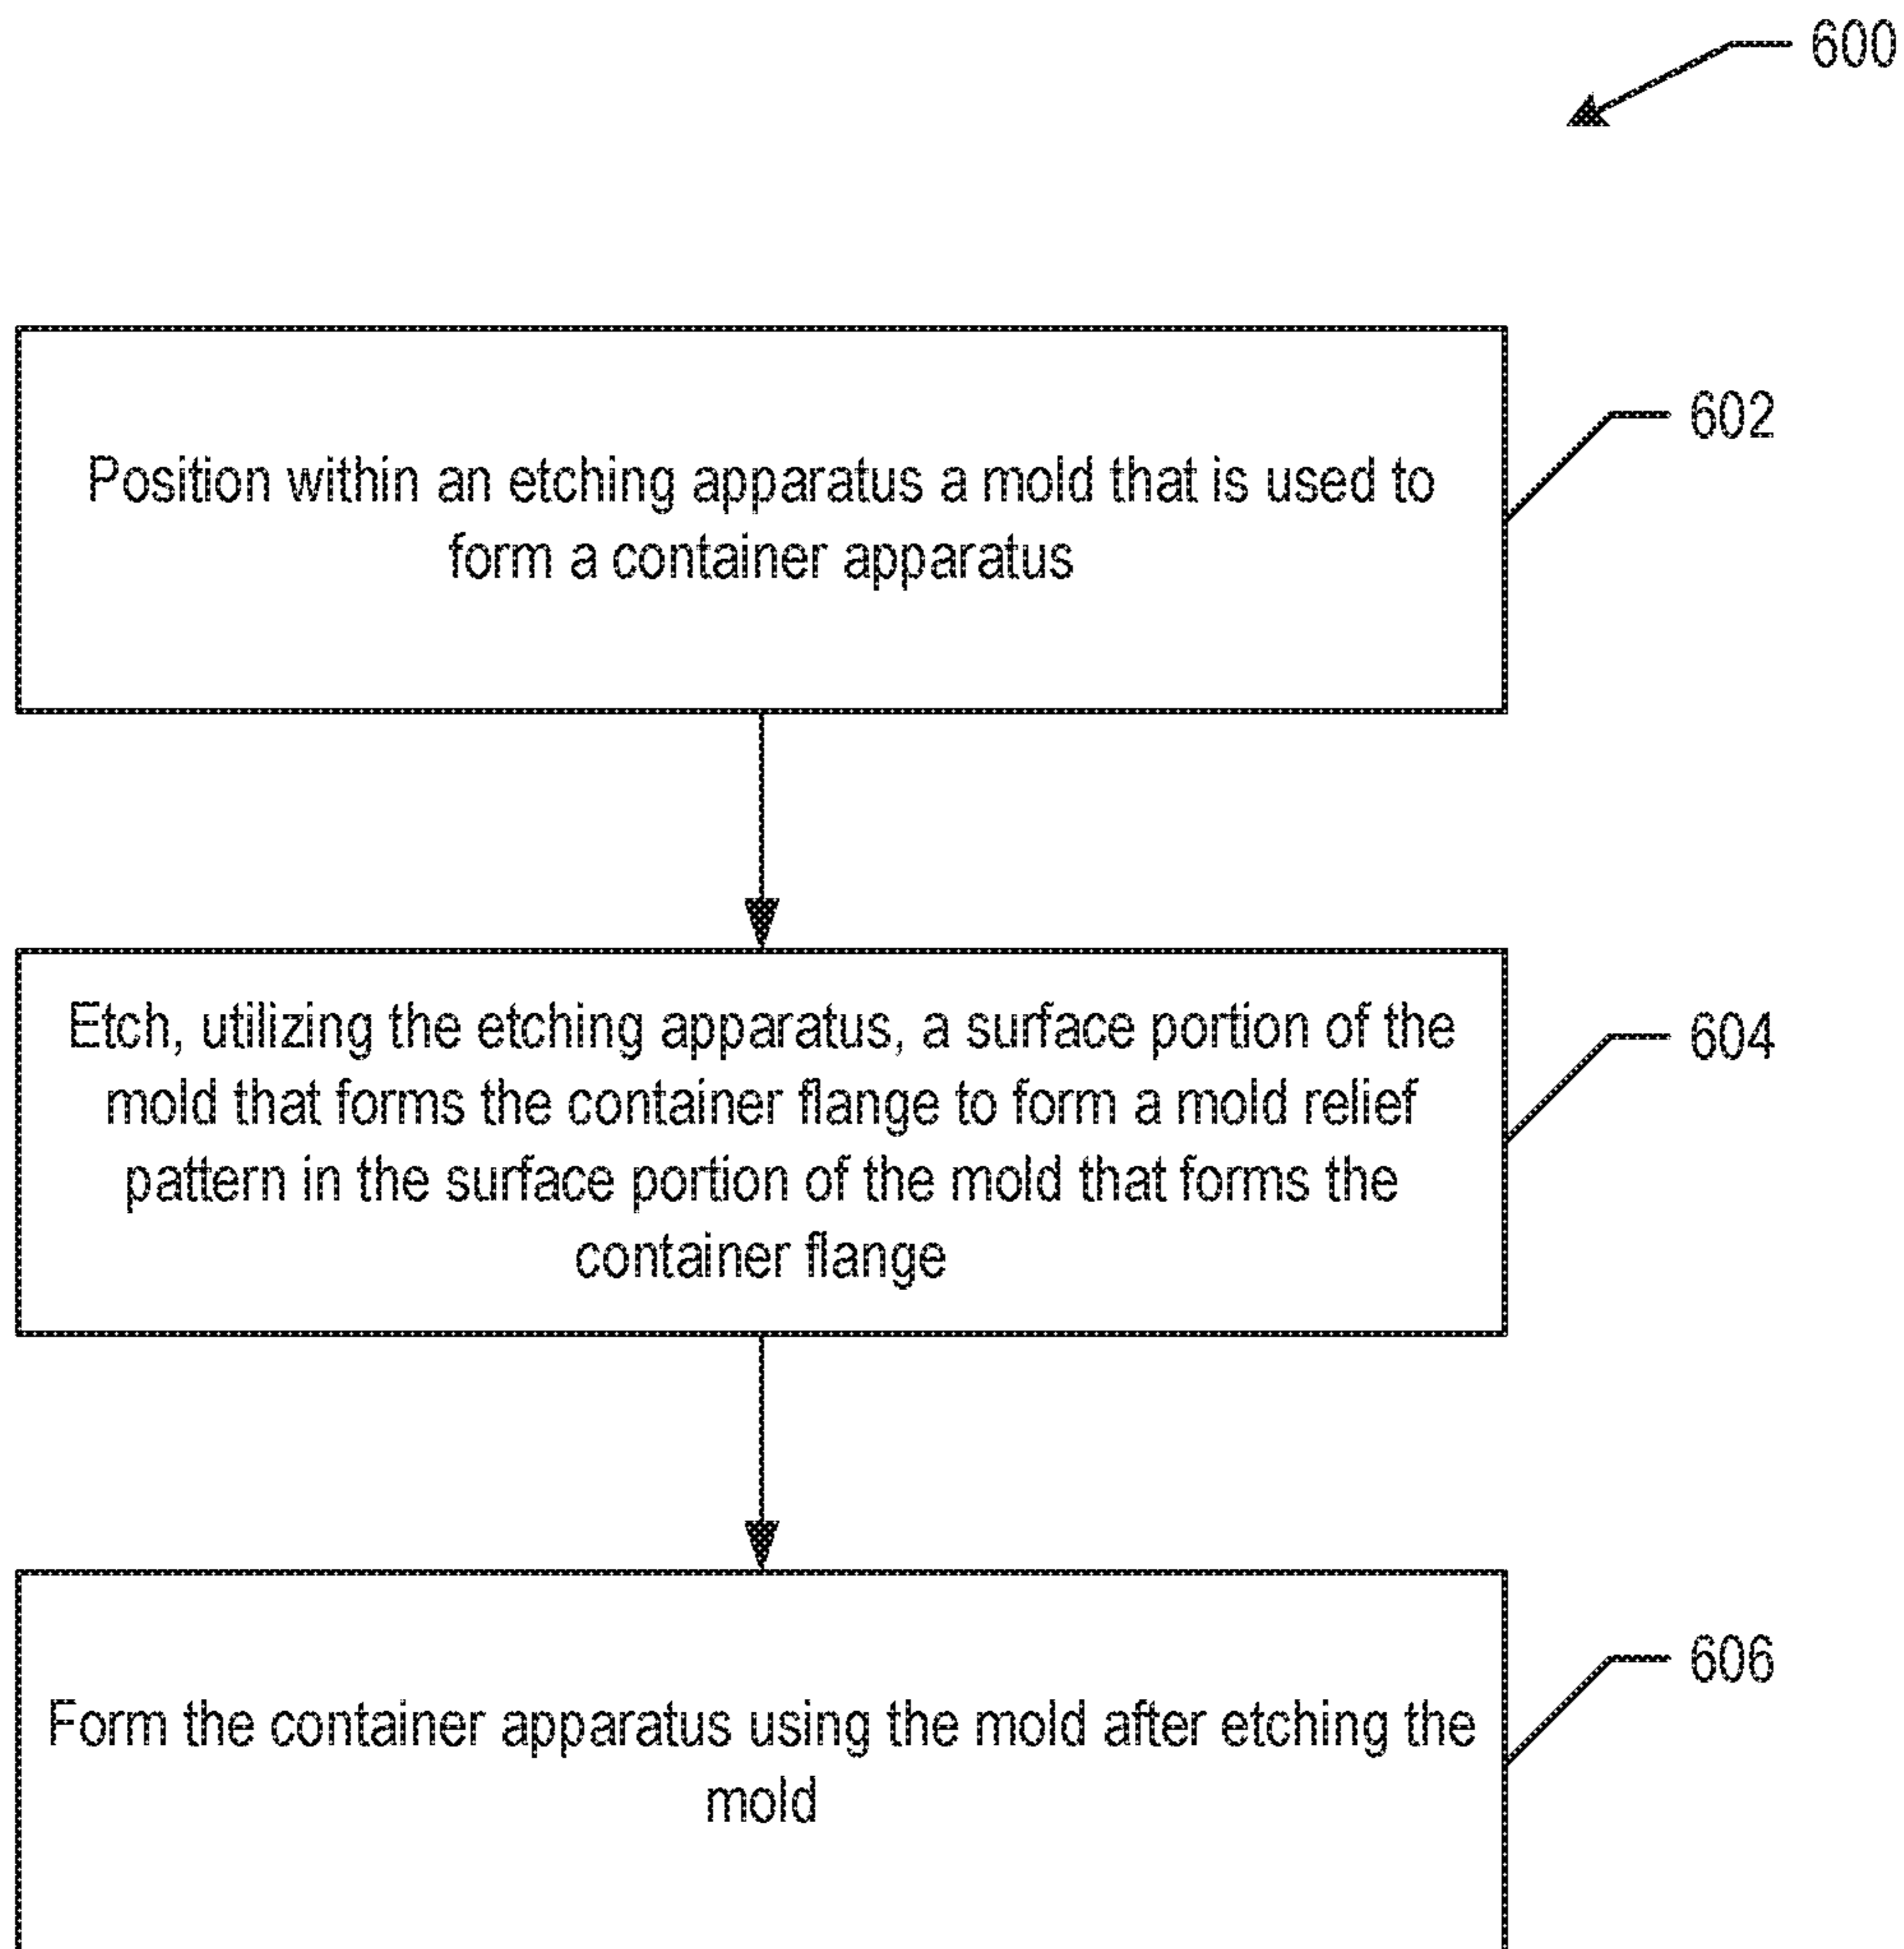 600
Position within an etching apparatus a mold that is used to
form a container apparatus
602
Etch, utilizing the etching apparatus, a surface portion of the
mold that forms the container flange to form a mold relief
pattern in the surface portion of the mold that forms the
container flange
604
Form the container apparatus using the mold after etching the
mold
606